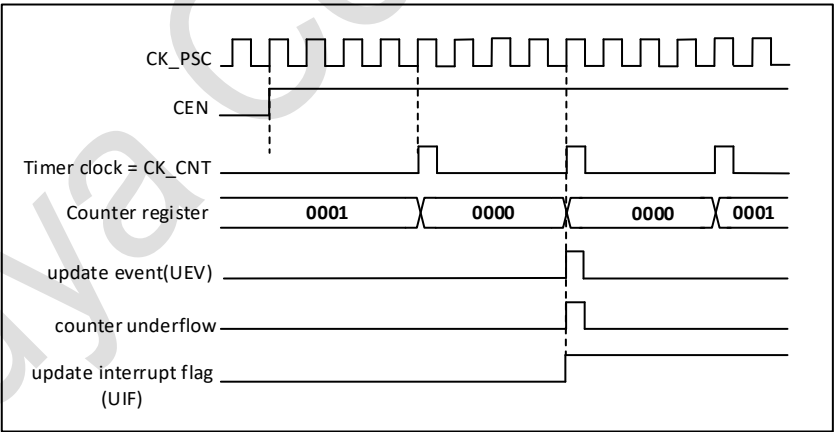 CK_PSC
CEN
Timer clock = CK_CNT
Counter register 0001 0000 0000 0001
update event(UEV)
counter underflow
update interrupt flag
(UIF)